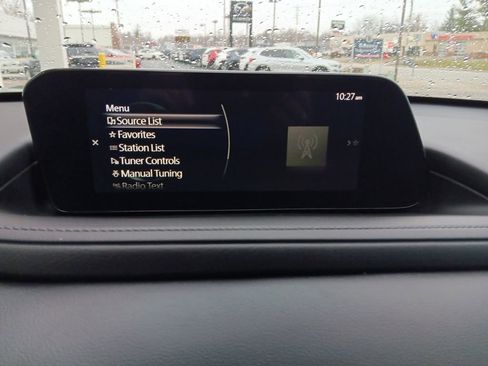 10:27am
Menu
Source List
Favorites
Station List
Tuner Controls
Manual Tuning
Radio Text